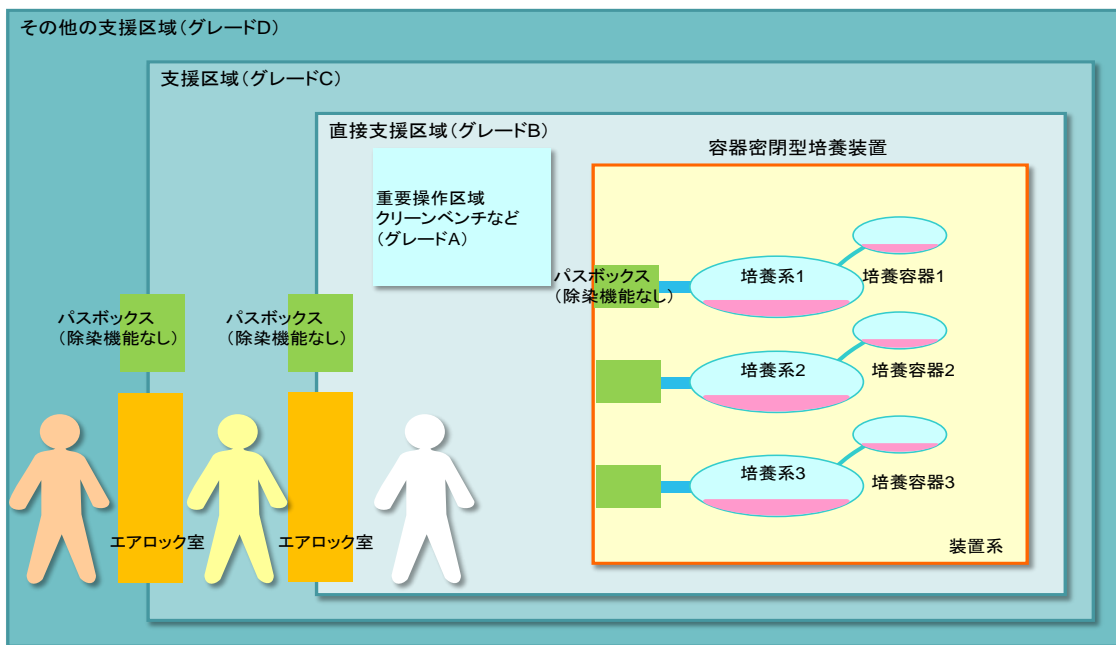 その他の支援区域(グレードD)
支援区域(グレードC)
直接支援区域(グレードB)
容器密閉型培養装置
重要操作区域
クリーンベンチなど
(グレードA)
パスボックス
(除染機能なし)
培養系1
培養容器1
パスボックス
(除染機能なし)
パスボックス
(除染機能なし)
培養系2
培養容器2
培養系3
培養容器3
エアロック室
エアロック室
装置系